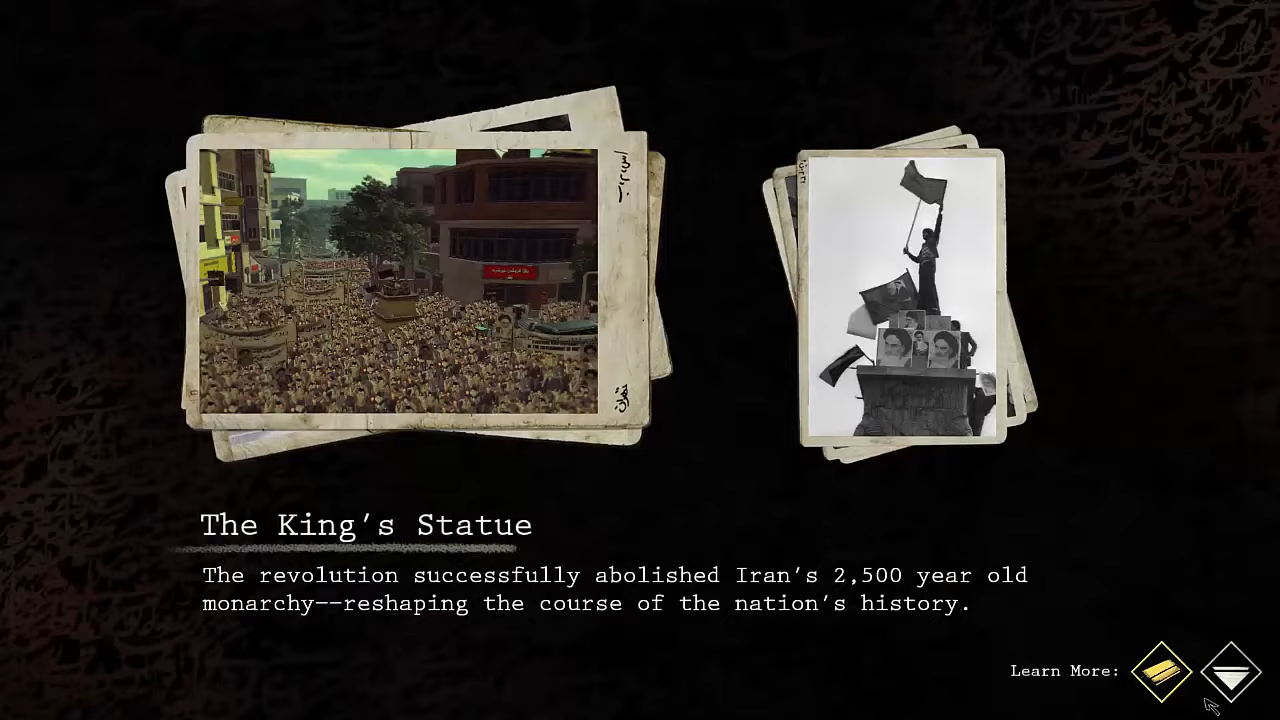 The King's Statue
The revolution successfully abolished Iran's 2,500 year old
monarchy––reshaping the course of the nation's history.
Learn More:
تهران